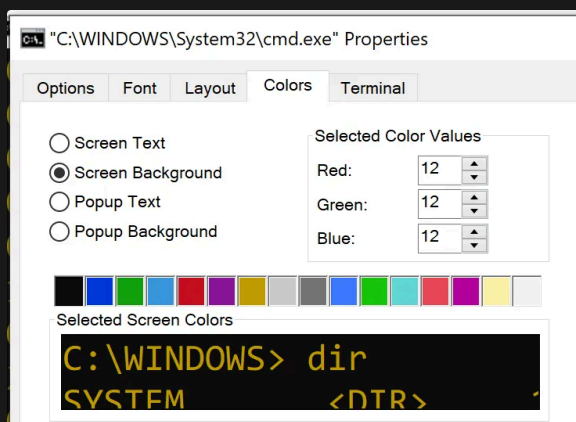 "C:\WINDOWS\System32\cmd.exe" Properties
Options Font Layout Colors Terminal
Screen Text
Screen Background
Popup Text
Popup Background
Selected Color Values
Red: 12
Green: 12
Blue: 12
Selected Screen Colors
C:\WINDOWS> dir
SYSTEM <DIR>